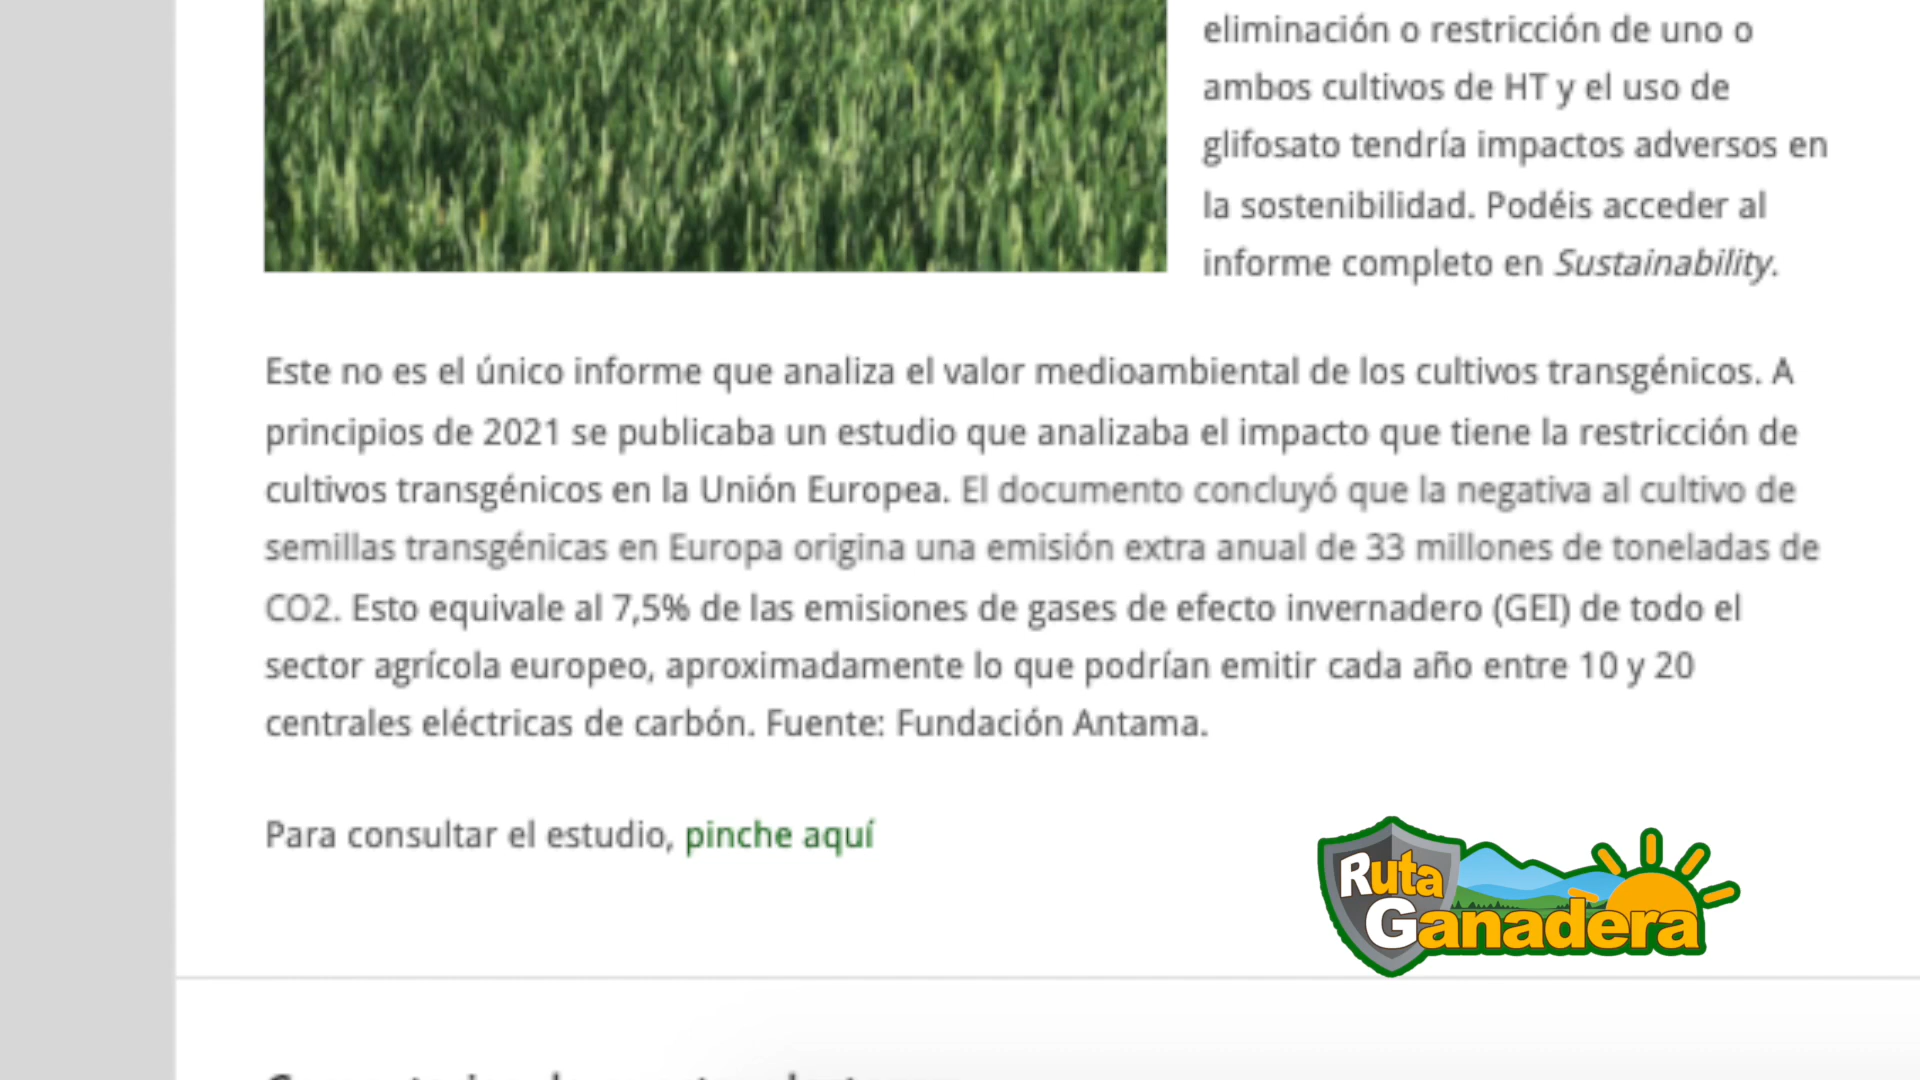 eliminación o restricción de uno o
ambos cultivos de HT y el uso de
glifosato tendría impactos adversos en
la sostenibilidad. Podéis acceder al
informe completo en Sustainability.
Este no es el único informe que analiza el valor medioambiental de los cultivos transgénicos. A
principios de 2021 se publicaba un estudio que analizaba el impacto que tiene la restricción de
cultivos transgénicos en la Unión Europea. El documento concluyó que la negativa al cultivo de
semillas transgénicas en Europa origina una emisión extra anual de 33 millones de toneladas de
CO2. Esto equivale al 7,5% de las emisiones de gases de efecto invernadero (GEI) de todo el
sector agrícola europeo, aproximadamente lo que podrían emitir cada año entre 10 y 20
centrales eléctricas de carbón. Fuente: Fundación Antama.
Para consultar el estudio, pinche aquí
Ruta
Ganadera